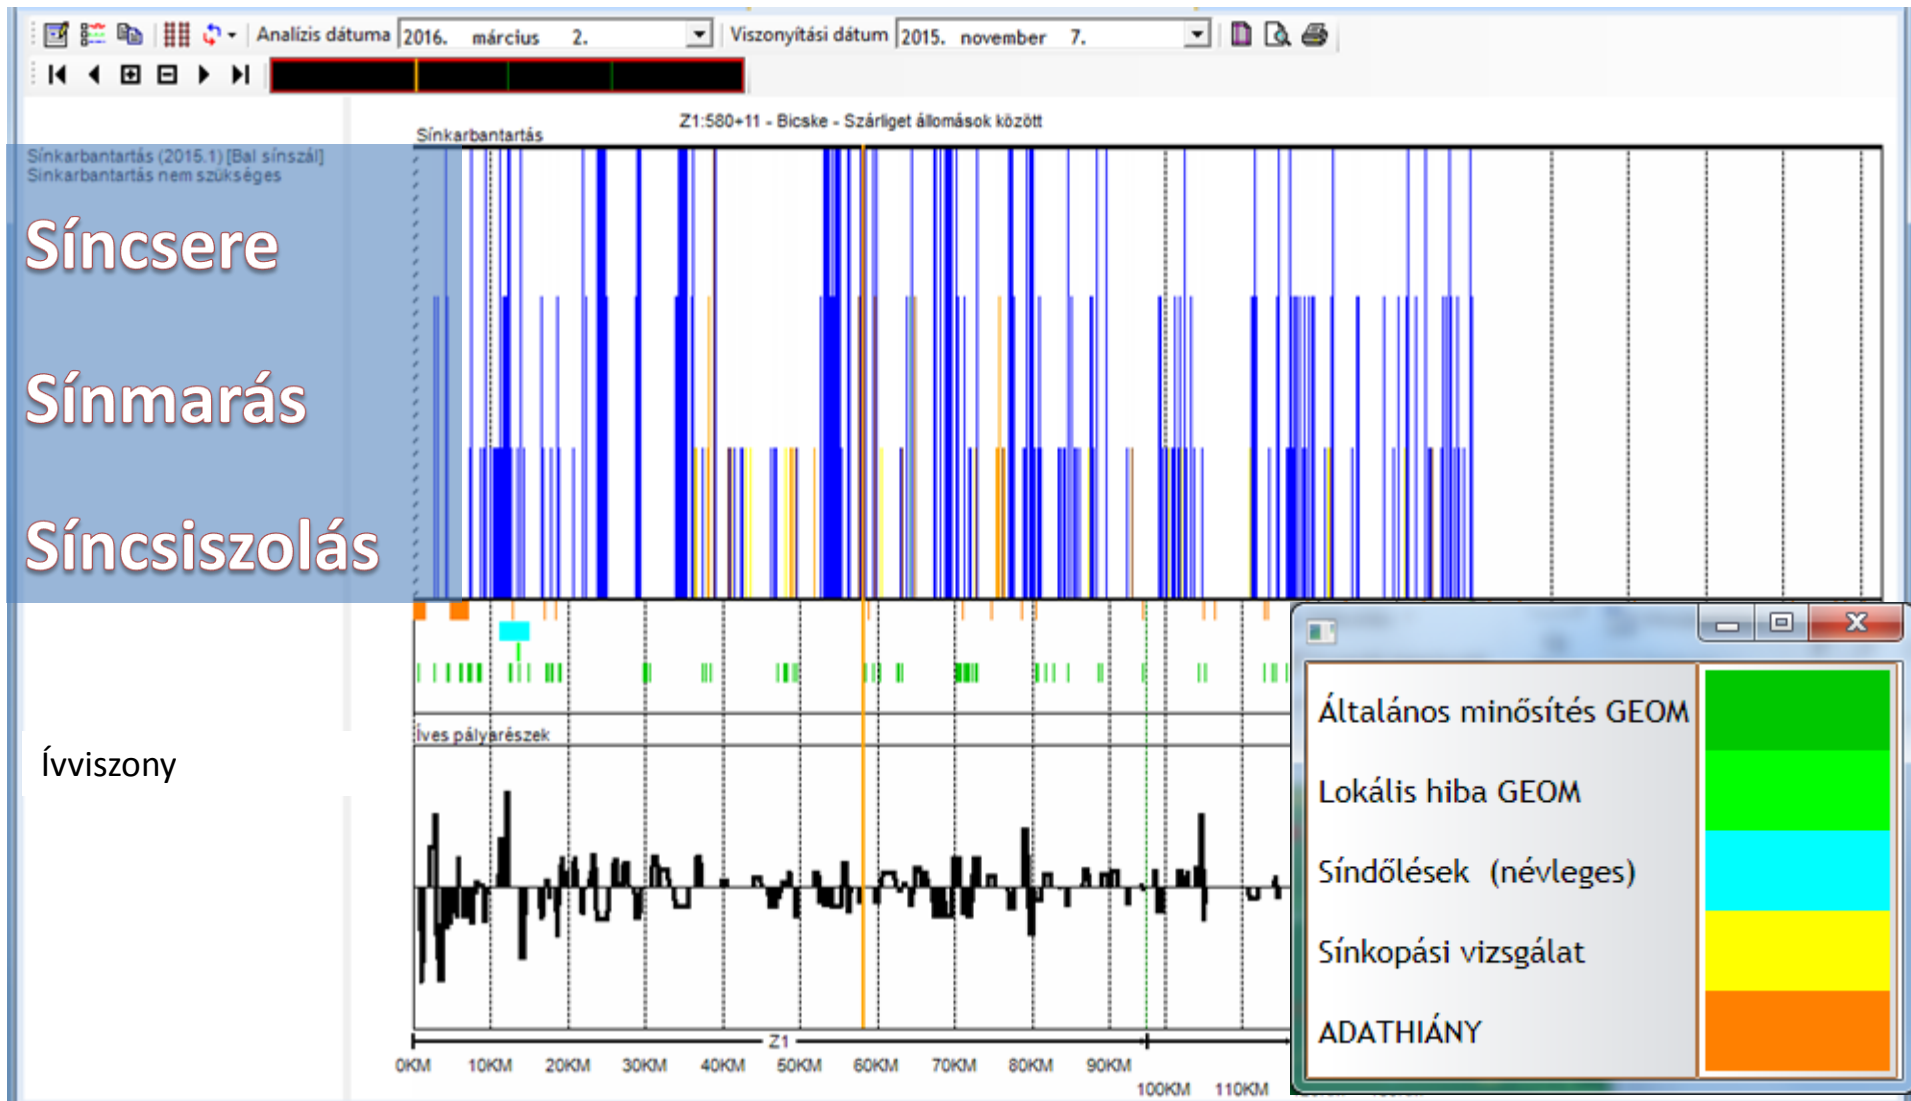 Analízis dátuma 2016. március 2. Viszonyítási dátum 2015. november 7.
Z1:580+11 - Bicske - Szárliget állomások között
Sínkarbantartás
Sínkarbantartás (2015.1) [Bal sínszál]
Sínkarbantartás nem szükséges
Síncsere
Sínmarás
Síncsiszolás
Íves pályarészek
Ívviszony
Általános minősítés GEOM
Lokális hiba GEOM
Síndőlések (névleges)
Sínkopási vizsgálat
ADATHIÁNY
Z1
0KM 10KM 20KM 30KM 40KM 50KM 60KM 70KM 80KM 90KM
100KM 110KM